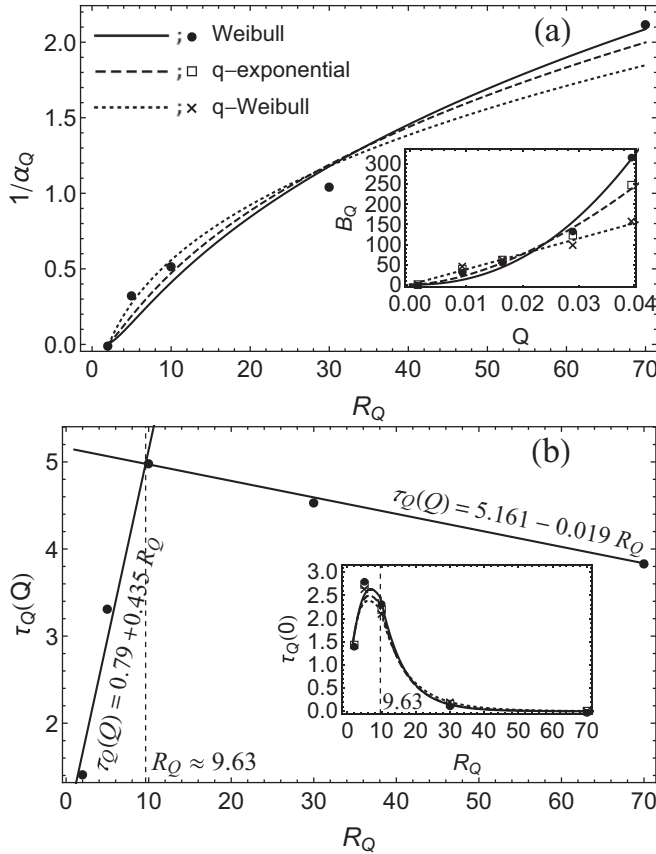 (a)
; ● Weibull
; □ q−exponential
; × q−Weibull
1/α_Q
2.0
1.5
1.0
0.5
0.0
0 10 20 30 40 50 60 70
R_Q
B_Q
300
250
200
150
100
50
0
0.00 0.01 0.02 0.03 0.04
Q
(b)
τ_Q(Q)
5
4
3
2
0 10 20 30 40 50 60 70
R_Q
τ_Q(Q) = 0.79 + 0.435 R_Q
τ_Q(Q) = 5.161 − 0.019 R_Q
R_Q ≈ 9.63
τ_Q(0)
3.0
2.5
2.0
1.5
1.0
0.5
0.0
9.63
0 10 20 30 40 50 60 70
R_Q